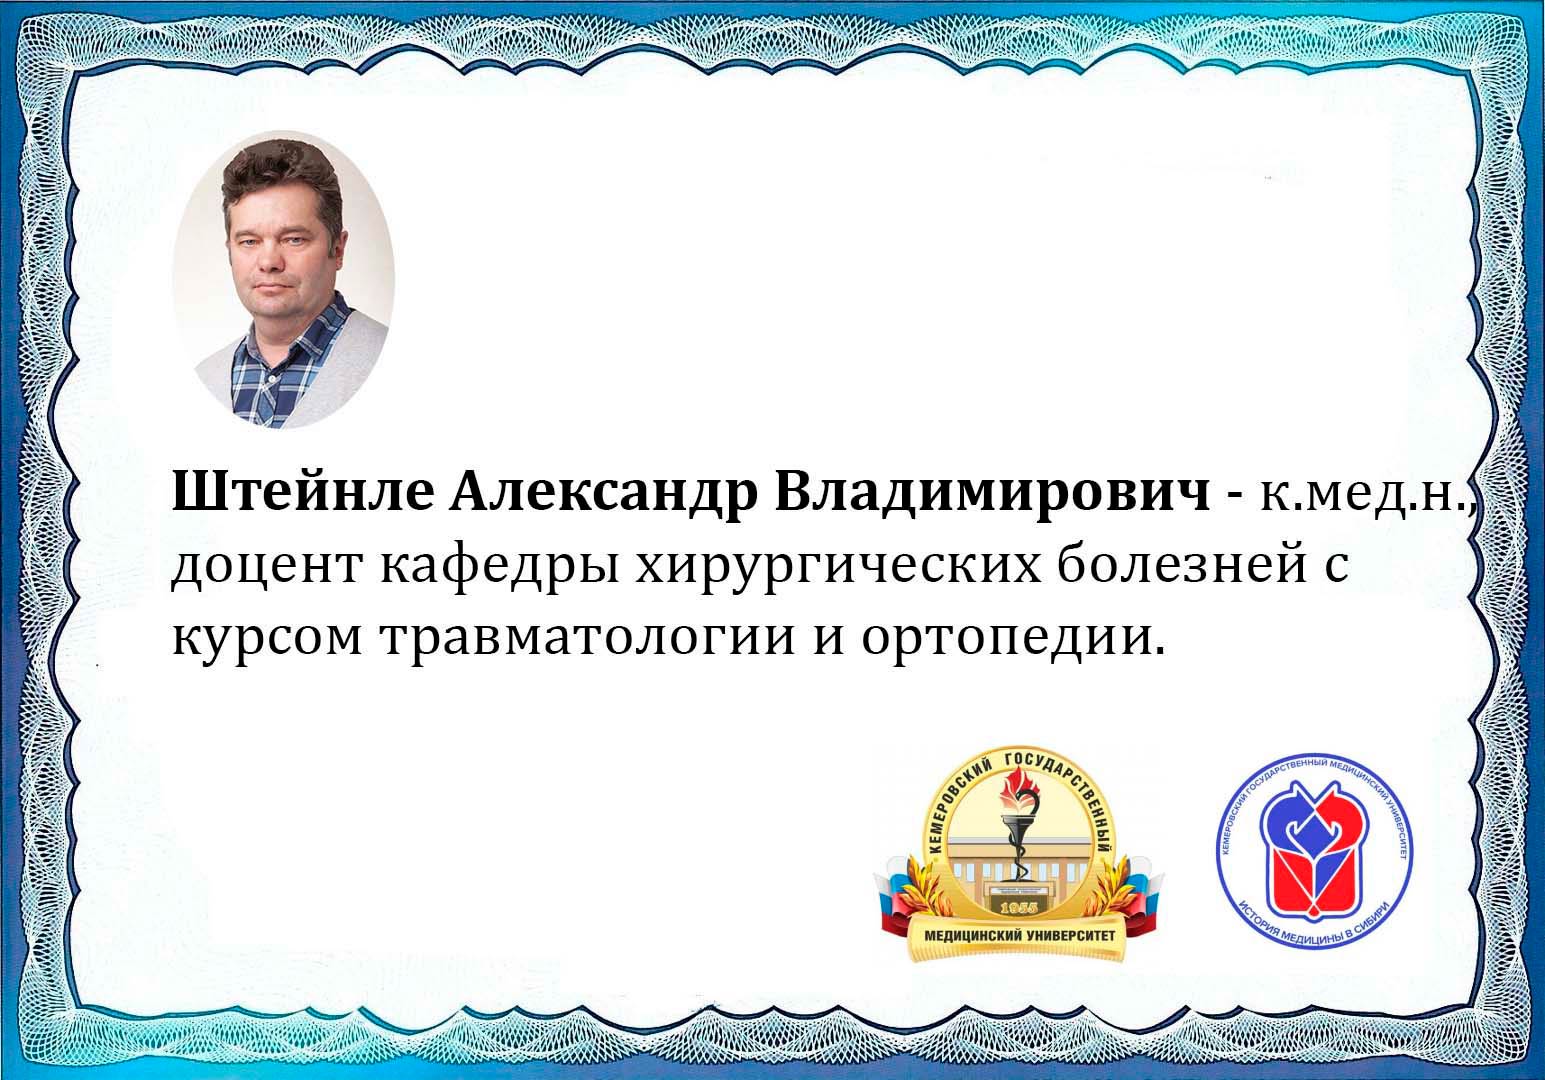 Штейнле Александр Владимирович - к.мед.н.,
доцент кафедры хирургических болезней с
курсом травматологии и ортопедии.
КЕМЕРОВСКИЙ ГОСУДАРСТВЕННЫЙ
1955
МЕДИЦИНСКИЙ УНИВЕРСИТЕТ
КЕМЕРОВСКИЙ ГОСУДАРСТВЕННЫЙ МЕДИЦИНСКИЙ УНИВЕРСИТЕТ
ИСТОРИЯ МЕДИЦИНЫ В СИБИРИ